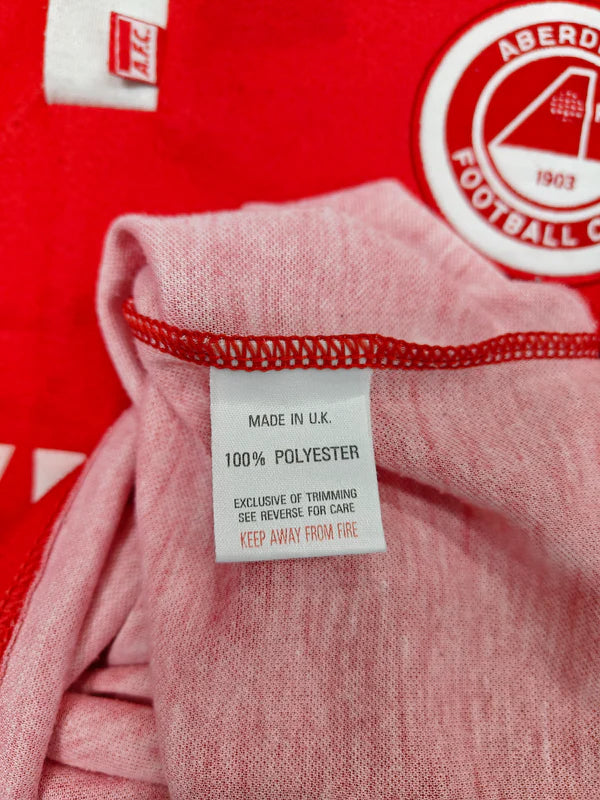 A.F.C.
ABERD
FOOTBALL C
1903
MADE IN U.K.
100% POLYESTER
EXCLUSIVE OF TRIMMING
SEE REVERSE FOR CARE
KEEP AWAY FROM FIRE